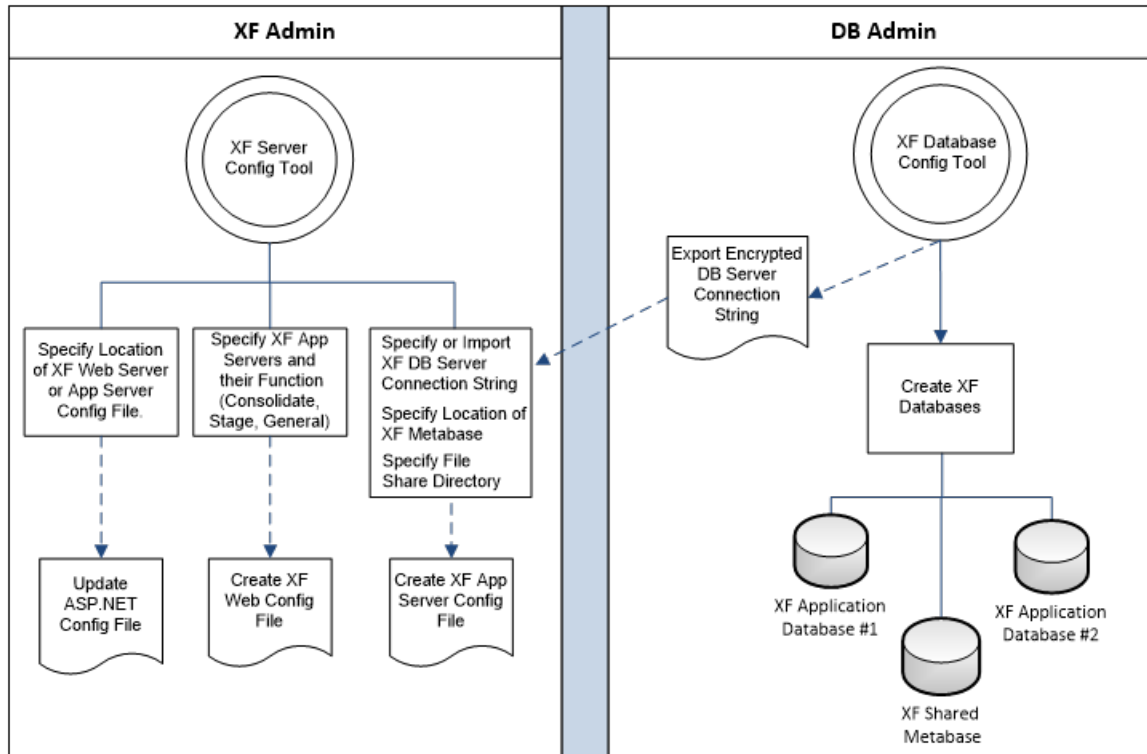 XF Admin
XF Server
Config Tool
Specify Location
of XF Web Server
or App Server
Config File.
Specify XF App
Servers and
their Function
(Consolidate,
Stage, General)
Specify or Import
XF DB Server
Connection String
Specify Location of
XF Metabase
Specify File
Share Directory
Update
ASP.NET
Config File
Create XF
Web Config
File
Create XF App
Server Config
File
DB Admin
XF Database
Config Tool
Export Encrypted
DB Server
Connection
String
Create XF
Databases
XF Application
Database #1
XF Application
Database #2
XF Shared
Metabase